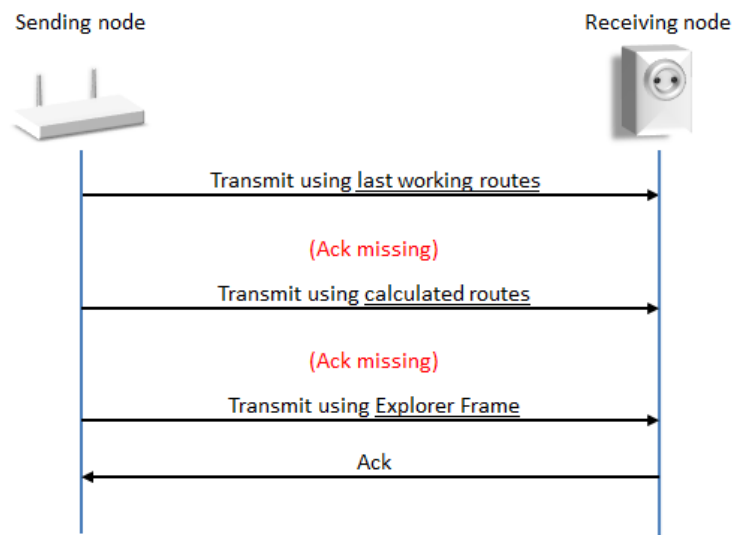 Sending node
Receiving node
Transmit using last working routes
(Ack missing)
Transmit using calculated routes
(Ack missing)
Transmit using Explorer Frame
Ack